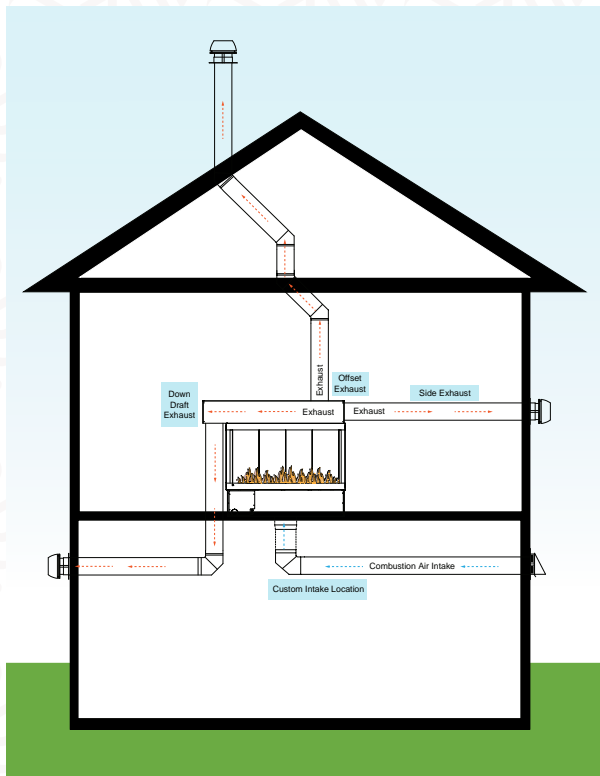 Exhaust
Offset
Exhaust
Down
Draft
Exhaust
Side Exhaust
Exhaust
Exhaust
Combustion Air Intake
Custom Intake Location